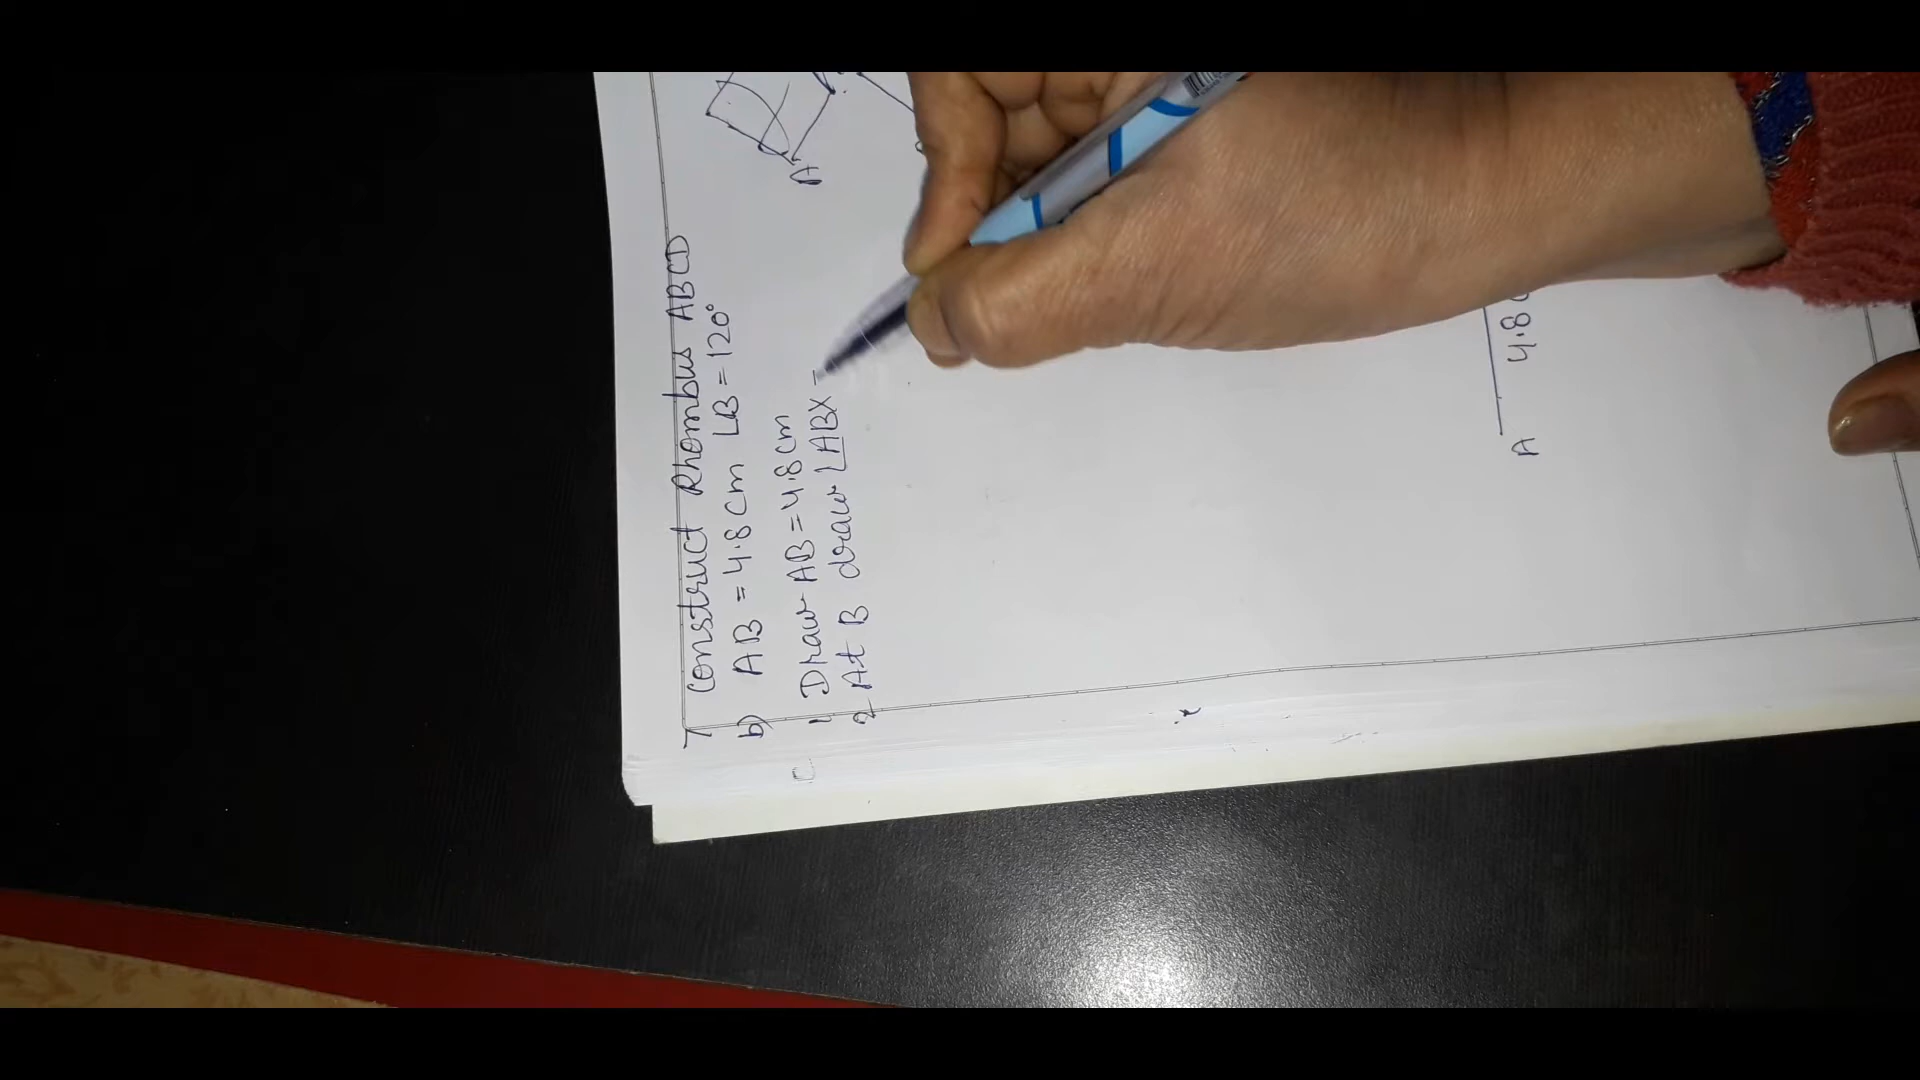 7 Construct Rhombus ABCD
b) AB = 4.8 cm ∠B = 120°
C. 1 Draw AB = 4.8 cm
2 At B draw ∠ABX =
A
A 4.8